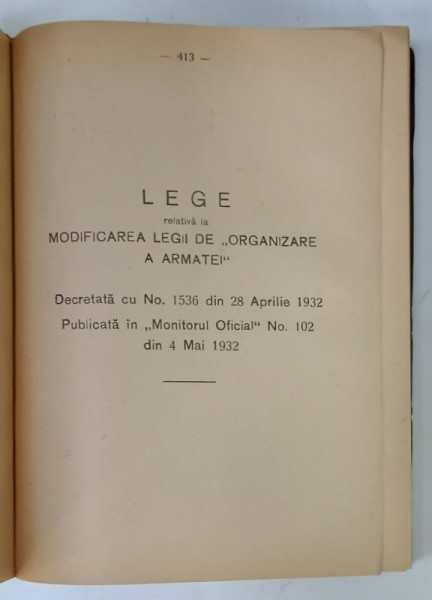 — 413 —
LEGE
relativă la
MODIFICAREA LEGII DE „ORGANIZARE
A ARMATEI“
Decretată cu No. 1536 din 28 Aprilie 1932
Publicată în „Monitorul Oficial“ No. 102
din 4 Mai 1932